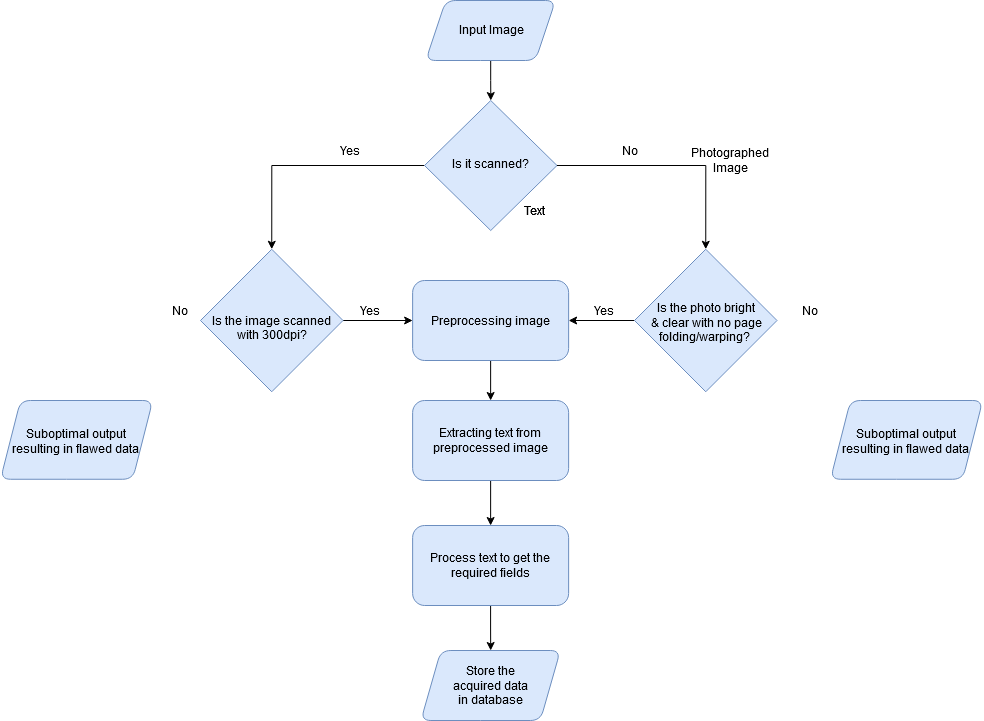 Input Image
Is it scanned?
Yes
No
Photographed
Image
Text
No
Is the image scanned
with 300dpi?
Yes
Preprocessing image
Yes
Is the photo bright
& clear with no page
folding/warping?
No
Suboptimal output
resulting in flawed data
Extracting text from
preprocessed image
Suboptimal output
resulting in flawed data
Process text to get the
required fields
Store the
acquired data
in database